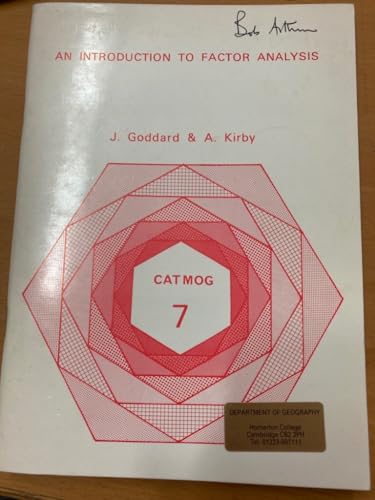 Bob Arthur
AN INTRODUCTION TO FACTOR ANALYSIS
J. Goddard & A. Kirby
CATMOG
7
DEPARTMENT OF GEOGRAPHY
Homerton College
Cambridge CB2 2PH